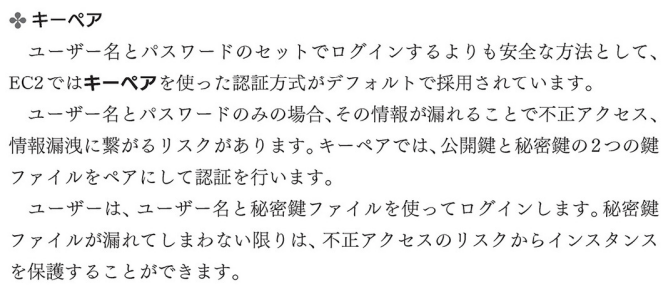 ✤ キーペア
ユーザー名とパスワードのセットでログインするよりも安全な方法として、
EC2ではキーペアを使った認証方式がデフォルトで採用されています。
ユーザー名とパスワードのみの場合、その情報が漏れることで不正アクセス、
情報漏洩に繋がるリスクがあります。キーペアでは、公開鍵と秘密鍵の2つの鍵
ファイルをペアにして認証を行います。
ユーザーは、ユーザー名と秘密鍵ファイルを使ってログインします。秘密鍵
ファイルが漏れてしまわない限りは、不正アクセスのリスクからインスタンス
を保護することができます。